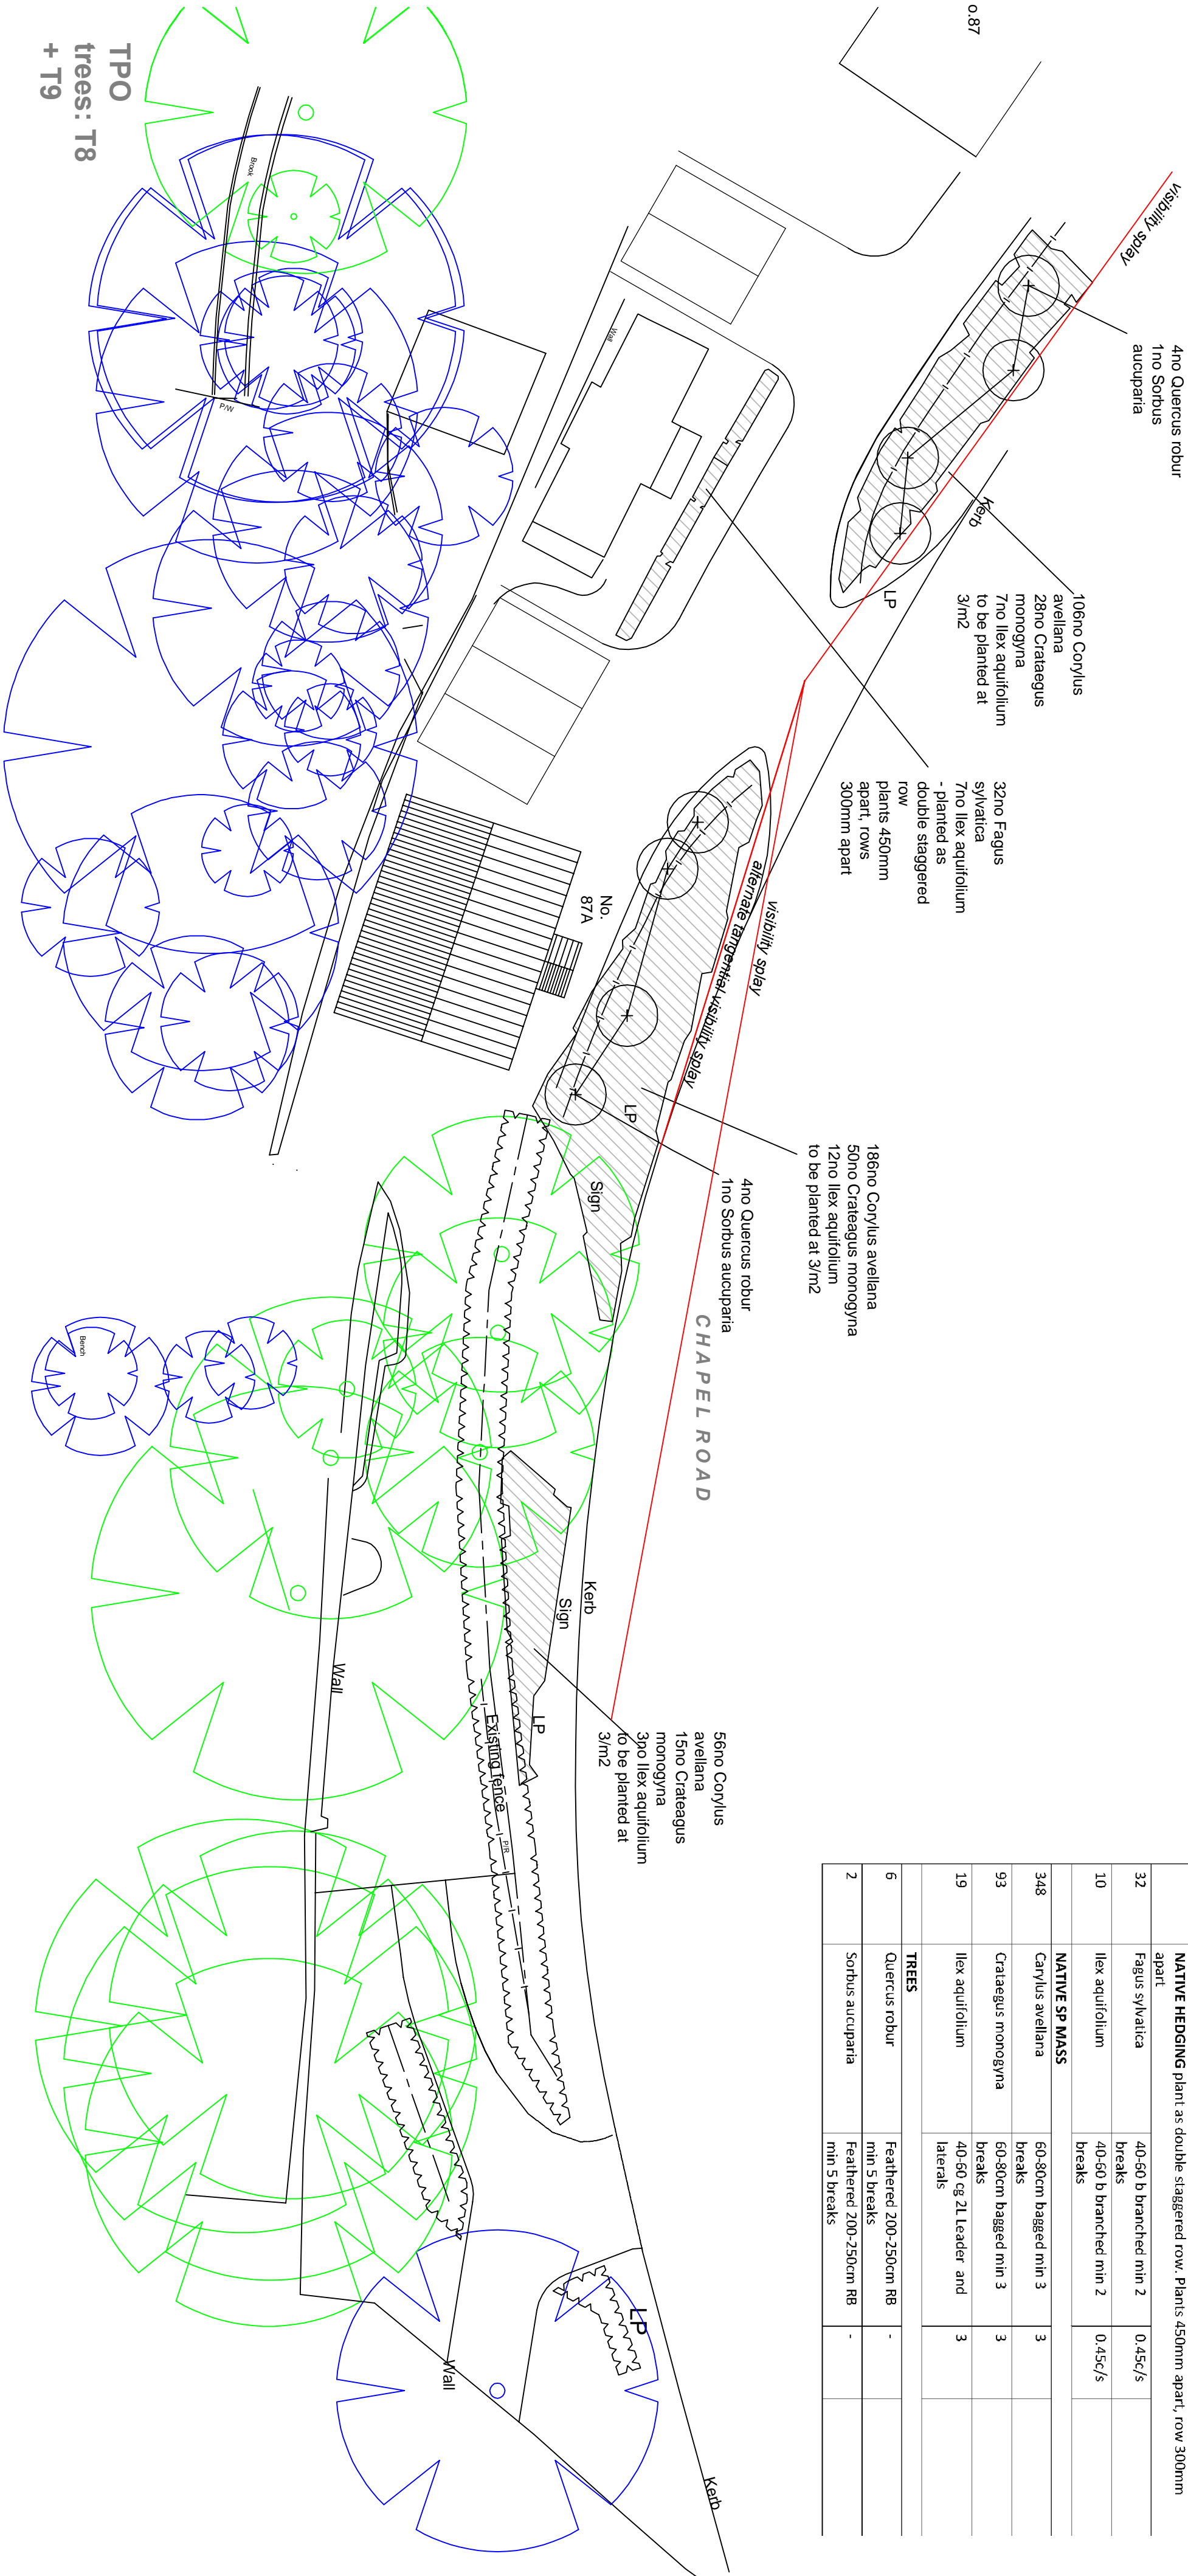 o.87
TPO
trees: T8
+ T9
Brook
P/W
Wall
visibility splay
4no Quercus robur
1no Sorbus
aucuparia
Kerb
LP
106no Corylus
avellana
28no Crataegus
monogyna
7no Ilex aquifolium
to be planted at
3/m2
32no Fagus
sylvatica
7no Ilex aquifolium
- planted as
double staggered
row
plants 450mm
apart, rows
300mm apart
No.
87A
visibility splay
alternate tangential visibility splay
LP
Sign
186no Corylus avellana
50no Crateagus monogyna
12no Ilex aquifolium
to be planted at 3/m2
4no Quercus robur
1no Sorbus aucuparia
CHAPEL ROAD
Bench
Kerb
Sign
LP
Wall
Existing fence
P/R
56no Corylus
avellana
15no Crateagus
monogyna
3no Ilex aquifolium
to be planted at
3/m2
LP
Wall
Kerb
NATIVE HEDGING plant as double staggered row. Plants 450mm apart, row 300mm
apart
32 Fagus sylvatica 40-60 b branched min 2 0.45c/s
breaks
10 Ilex aquifolium 40-60 b branched min 2 0.45c/s
breaks
NATIVE SP MASS
348 Carylus avellana 60-80cm bagged min 3 3
breaks
93 Crataegus monogyna 60-80cm bagged min 3 3
breaks
19 Ilex aquifolium 40-60 cg 2L Leader and 3
laterals
TREES
6 Quercus robur Feathered 200-250cm RB -
min 5 breaks
2 Sorbus aucuparia Feathered 200-250cm RB -
min 5 breaks